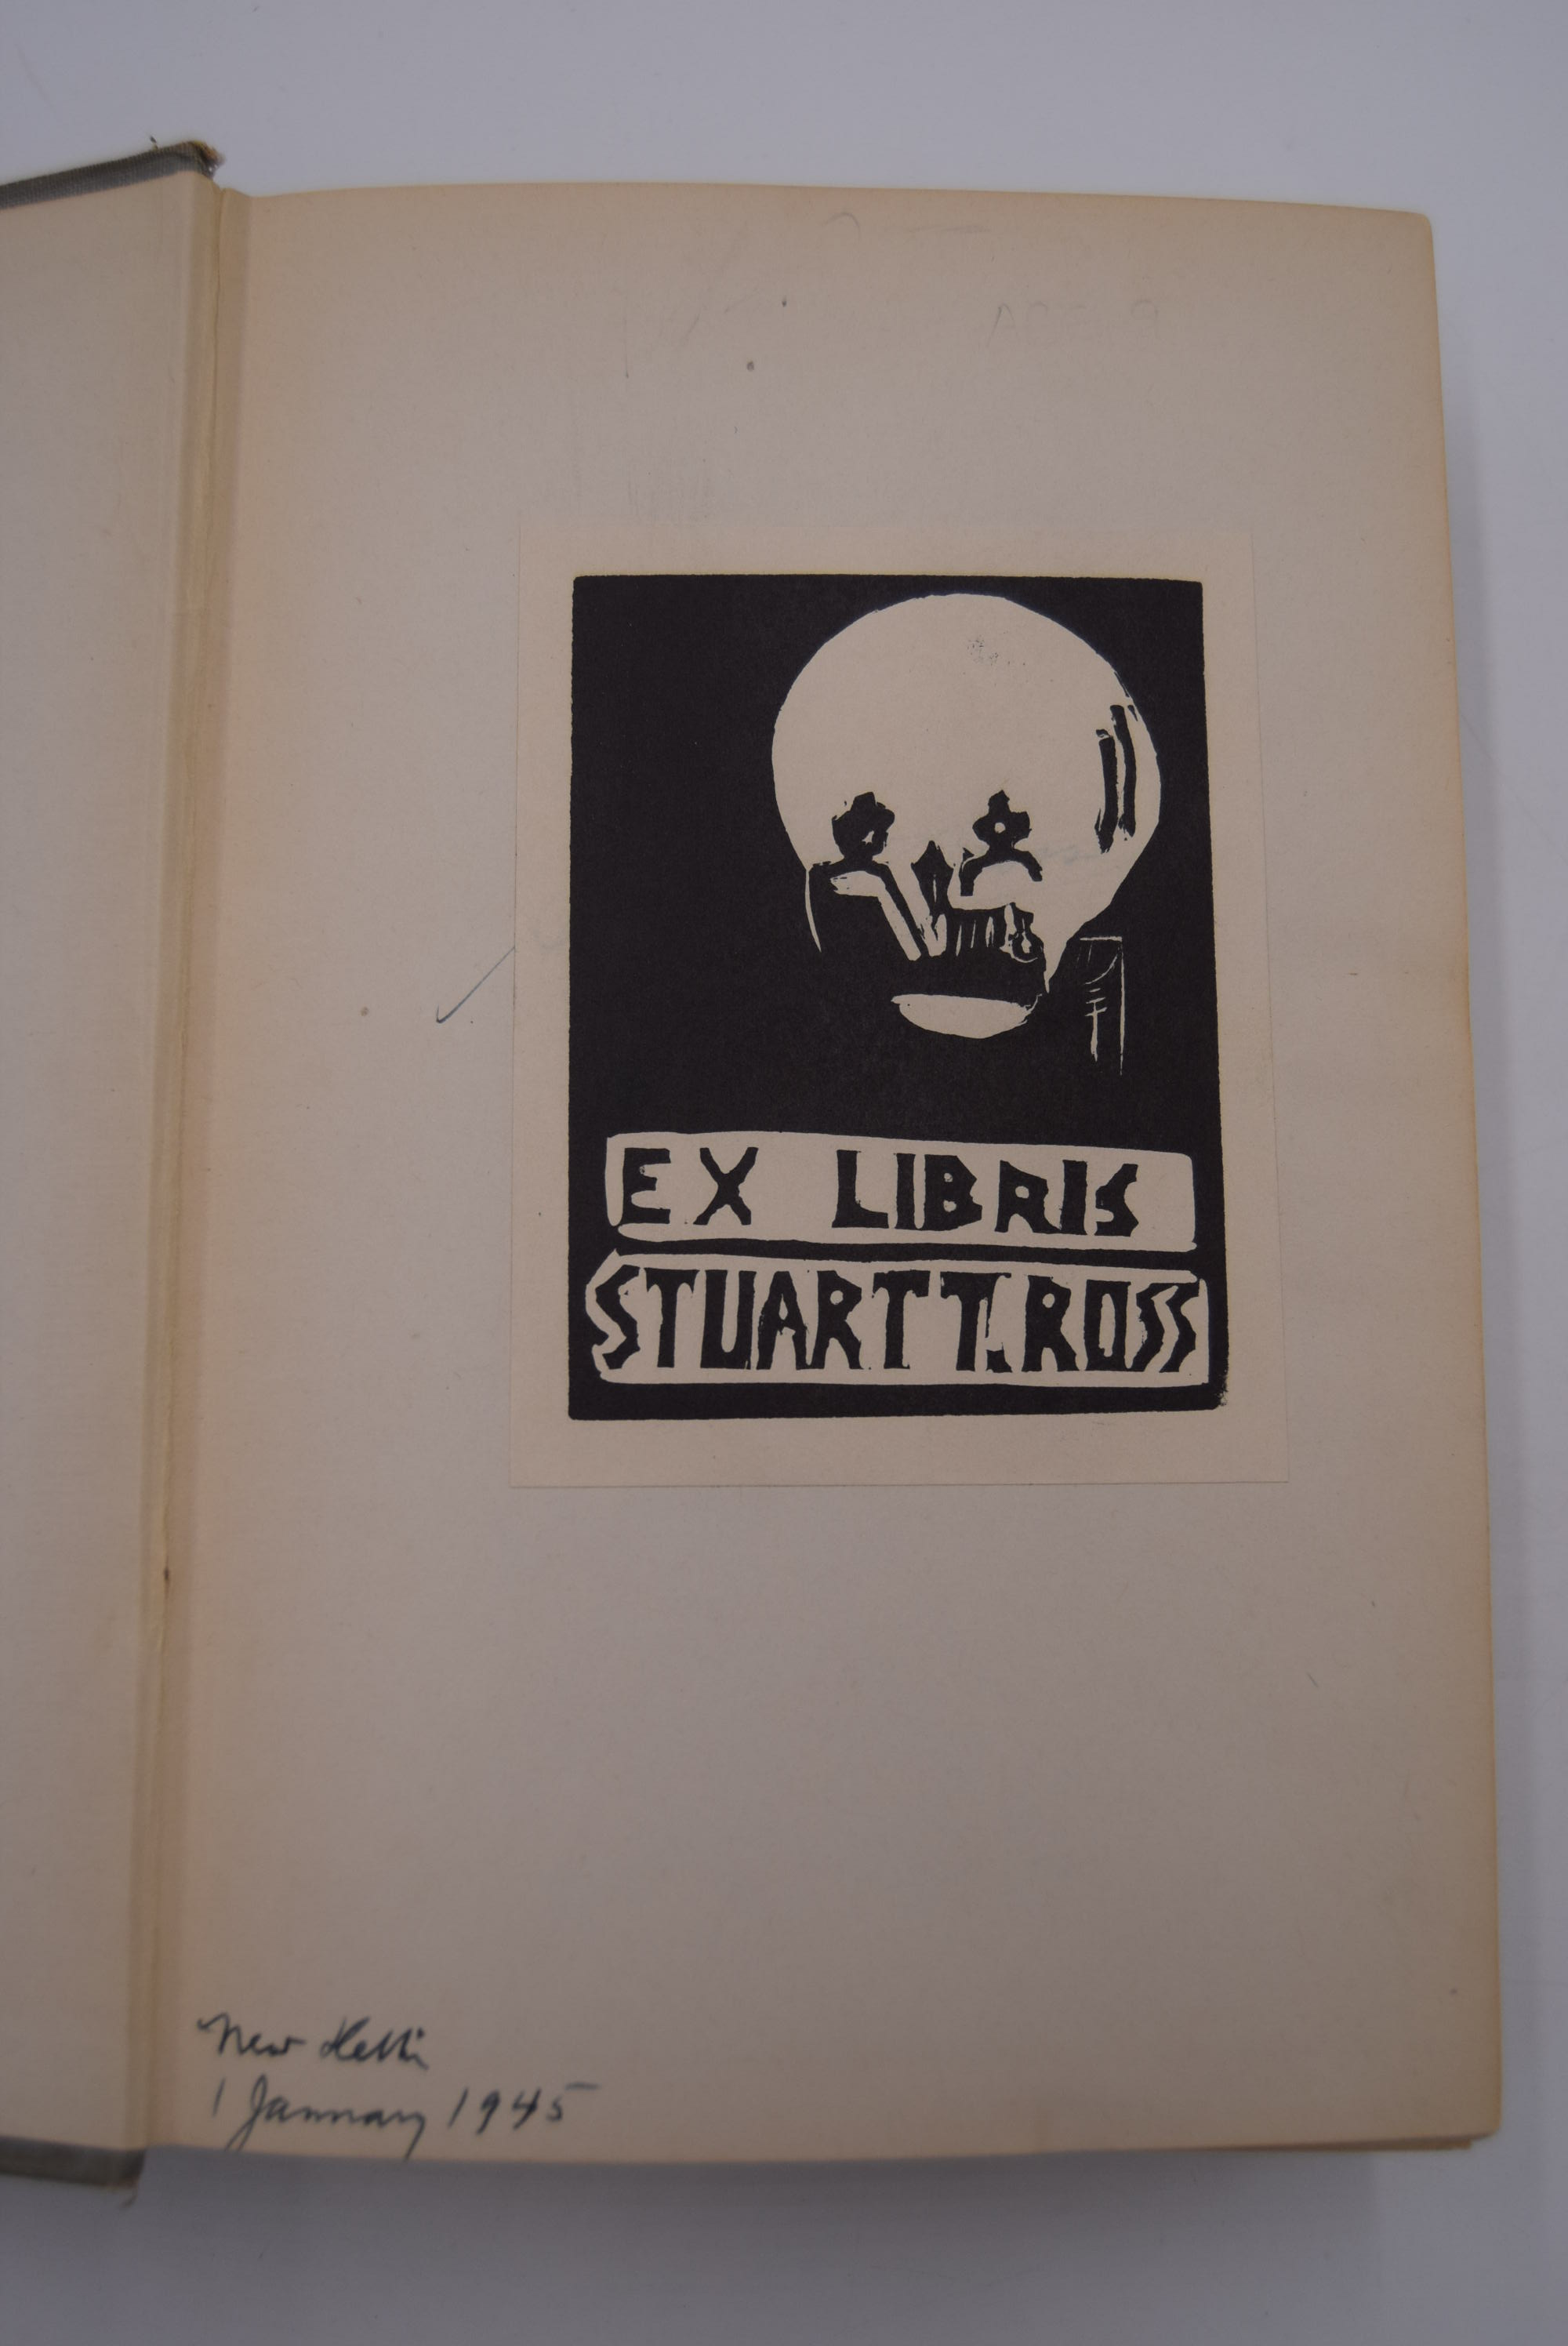 EX LIBRIS
STUART T. ROSS
New Delhi
1 January 1945